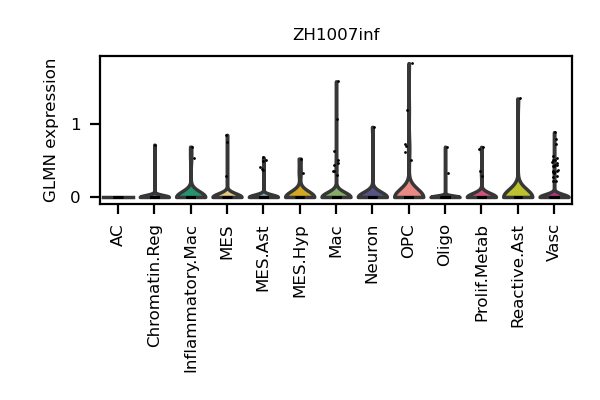 ZH1007inf
GLMN expression
1
0
AC
Chromatin.Reg
Inflammatory.Mac
MES
MES.Ast
MES.Hyp
Mac
Neuron
OPC
Oligo
Prolif.Metab
Reactive.Ast
Vasc